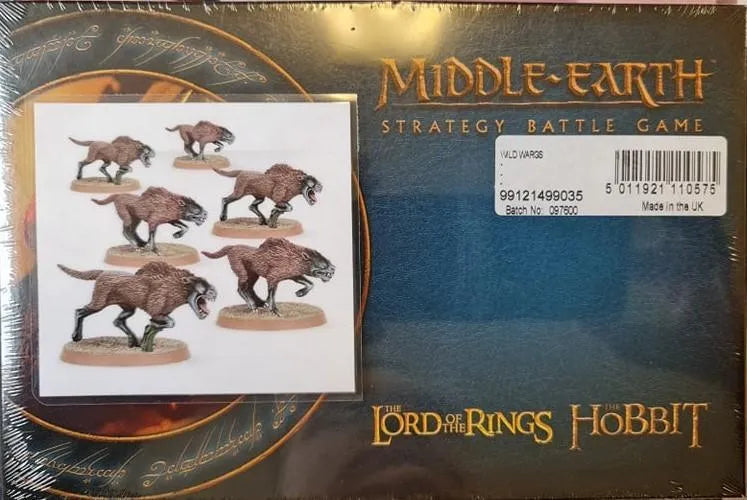 MIDDLE-EARTH
STRATEGY BATTLE GAME
WILD WARGS
99121499035
Batch No: 097600
5 011921 110575
Made in the UK
THE LORD OF THE RINGS
THE HOBBIT